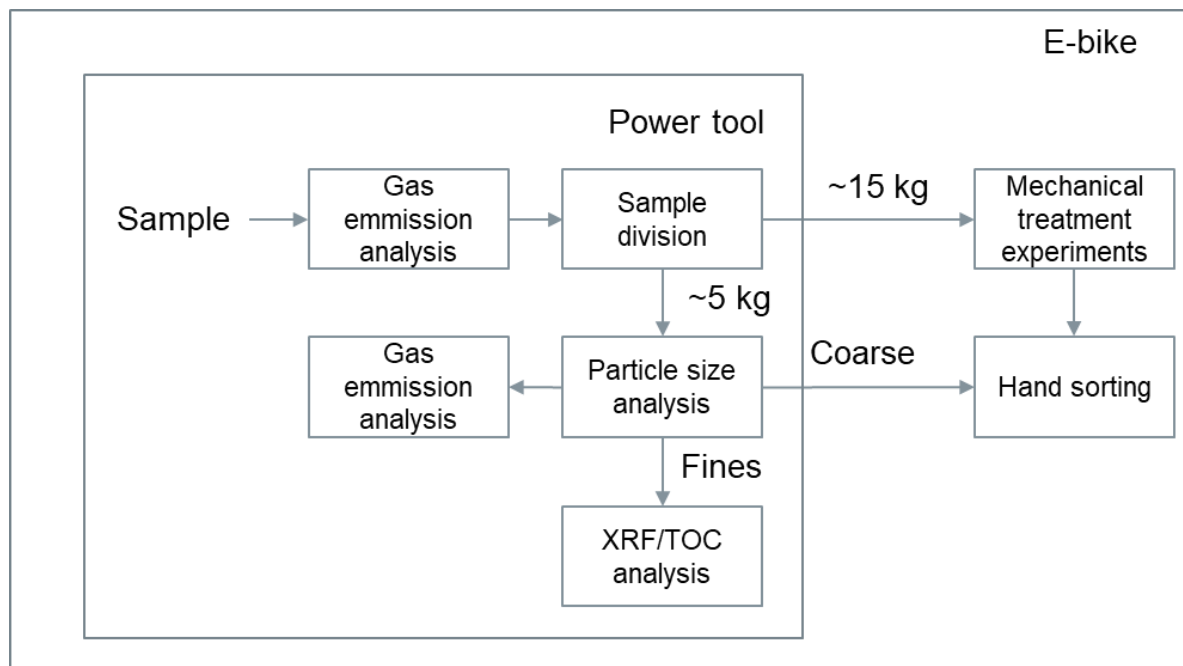 E-bike
Power tool
Sample
Gas
emmission
analysis
Sample
division
~15 kg
Mechanical
treatment
experiments
~5 kg
Gas
emmission
analysis
Particle size
analysis
Coarse
Hand sorting
Fines
XRF/TOC
analysis